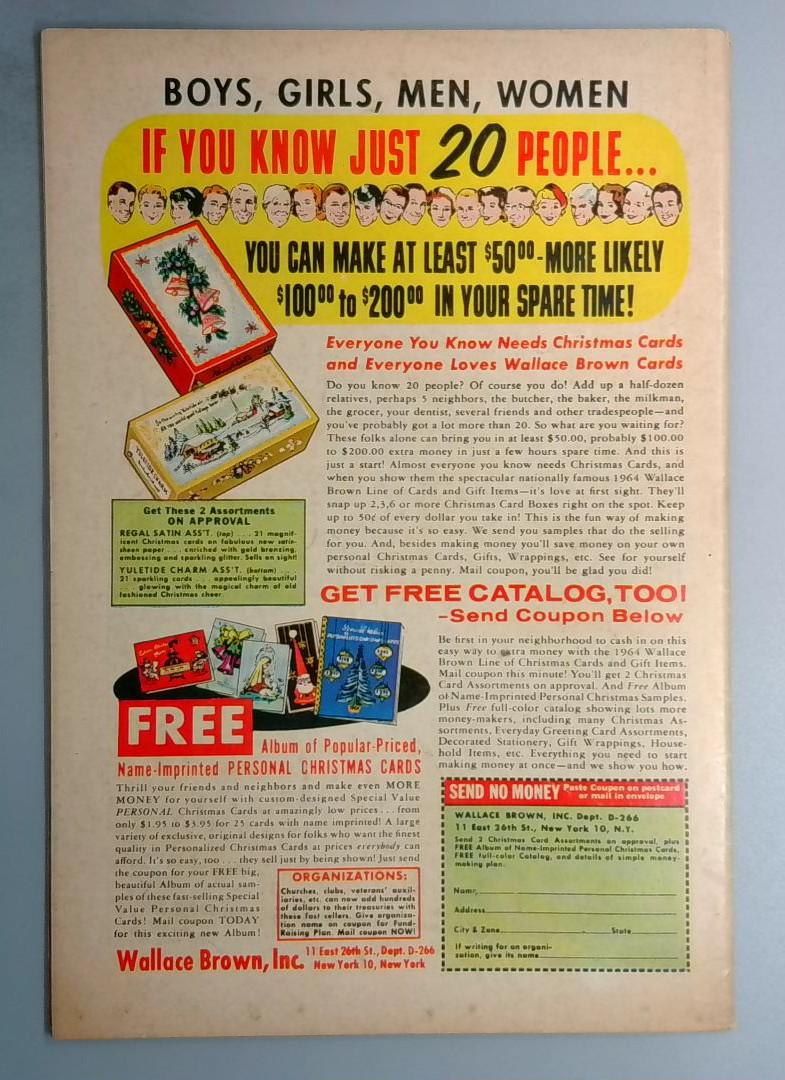 BOYS, GIRLS, MEN, WOMEN
IF YOU KNOW JUST 20 PEOPLE...
YOU CAN MAKE AT LEAST $50⁰⁰-MORE LIKELY
$100⁰⁰ to $200⁰⁰ IN YOUR SPARE TIME!
Everyone You Know Needs Christmas Cards
and Everyone Loves Wallace Brown Cards
Do you know 20 people? Of course you do! Add up a half-dozen
relatives, perhaps 5 neighbors, the butcher, the baker, the milkman,
the grocer, your dentist, several friends and other tradespeople—and
you've probably got a lot more than 20. So what are you waiting for?
These folks alone can bring you in at least $50.00, probably $100.00
to $200.00 extra money in just a few hours spare time. And this is
just a start! Almost everyone you know needs Christmas Cards, and
when you show them the spectacular nationally famous 1964 Wallace
Brown Line of Cards and Gift Items—it's love at first sight. They'll
snap up 2,3,6 or more Christmas Card Boxes right on the spot. Keep
up to 50¢ of every dollar you take in! This is the fun way of making
money because it's so easy. We send you samples that do the selling
for you. And, besides making money you'll save money on your own
personal Christmas Cards, Gifts, Wrappings, etc. See for yourself
without risking a penny. Mail coupon, you'll be glad you did!
YULETIDE CHARM
Get These 2 Assortments
ON APPROVAL
REGAL SATIN ASS'T. (top) . . . 21 magnif-
icent Christmas cards on fabulous new satin-
sheen paper . . . enriched with gold bronzing,
embossing and sparkling glitter. Sells on sight!
YULETIDE CHARM ASS'T. (bottom) . . .
21 sparkling cards . . . appealingly beautiful
. . . glowing with the magical charm of old
fashioned Christmas cheer.
GET FREE CATALOG, TOO!
–Send Coupon Below
Be first in your neighborhood to cash in on this
easy way to extra money with the 1964 Wallace
Brown Line of Christmas Cards and Gift Items.
Mail coupon this minute! You'll get 2 Christmas
Card Assortments on approval. And Free Album
of Name-Imprinted Personal Christmas Samples.
Plus Free full-color catalog showing lots more
money-makers, including many Christmas As-
sortments, Everyday Greeting Card Assortments,
Decorated Stationery, Gift Wrappings, House-
hold Items, etc. Everything you need to start
making money at once—and we show you how.
FREE
Album of Popular-Priced,
Name-Imprinted PERSONAL CHRISTMAS CARDS
Thrill your friends and neighbors and make even MORE
MONEY for yourself with custom-designed Special Value
PERSONAL Christmas Cards at amazingly low prices . . . from
only $1.95 to $3.95 for 25 cards with name imprinted! A large
variety of exclusive, original designs for folks who want the finest
quality in Personalized Christmas Cards at prices everybody can
afford. It's so easy, too . . . they sell just by being shown! Just send
the coupon for your FREE big,
beautiful Album of actual sam-
ples of these fast-selling Special
Value Personal Christmas
Cards! Mail coupon TODAY
for this exciting new Album!
ORGANIZATIONS:
Churches, clubs, veterans' auxil-
iaries, etc. can now add hundreds
of dollars to their treasuries with
these fast sellers. Give organiza-
tion name on coupon for Fund-
Raising Plan. Mail coupon NOW!
Wallace Brown, Inc. 11 East 26th St., Dept. D-266
New York 10, New York
SEND NO MONEY Paste Coupon on postcard
or mail in envelope
WALLACE BROWN, INC. Dept. D-266
11 East 26th St., New York 10, N.Y.
Send 2 Christmas Card Assortments on approval, plus
FREE Album of Name-Imprinted Personal Christmas Cards,
FREE full-color Catalog, and details of simple money-
making plan.
Name
Address
City & Zone State
If writing for an organi-
zation, give its name